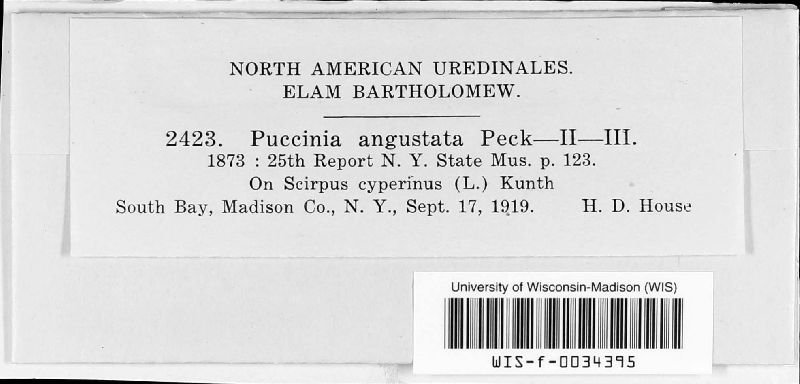 NORTH AMERICAN UREDINALES.
ELAM BARTHOLOMEW.
2423. Puccinia angustata Peck—II—III.
1873 : 25th Report N. Y. State Mus. p. 123.
On Scirpus cyperinus (L.) Kunth
South Bay, Madison Co., N. Y., Sept. 17, 1919. H. D. House
University of Wisconsin-Madison (WIS)
WIS-f-0034395